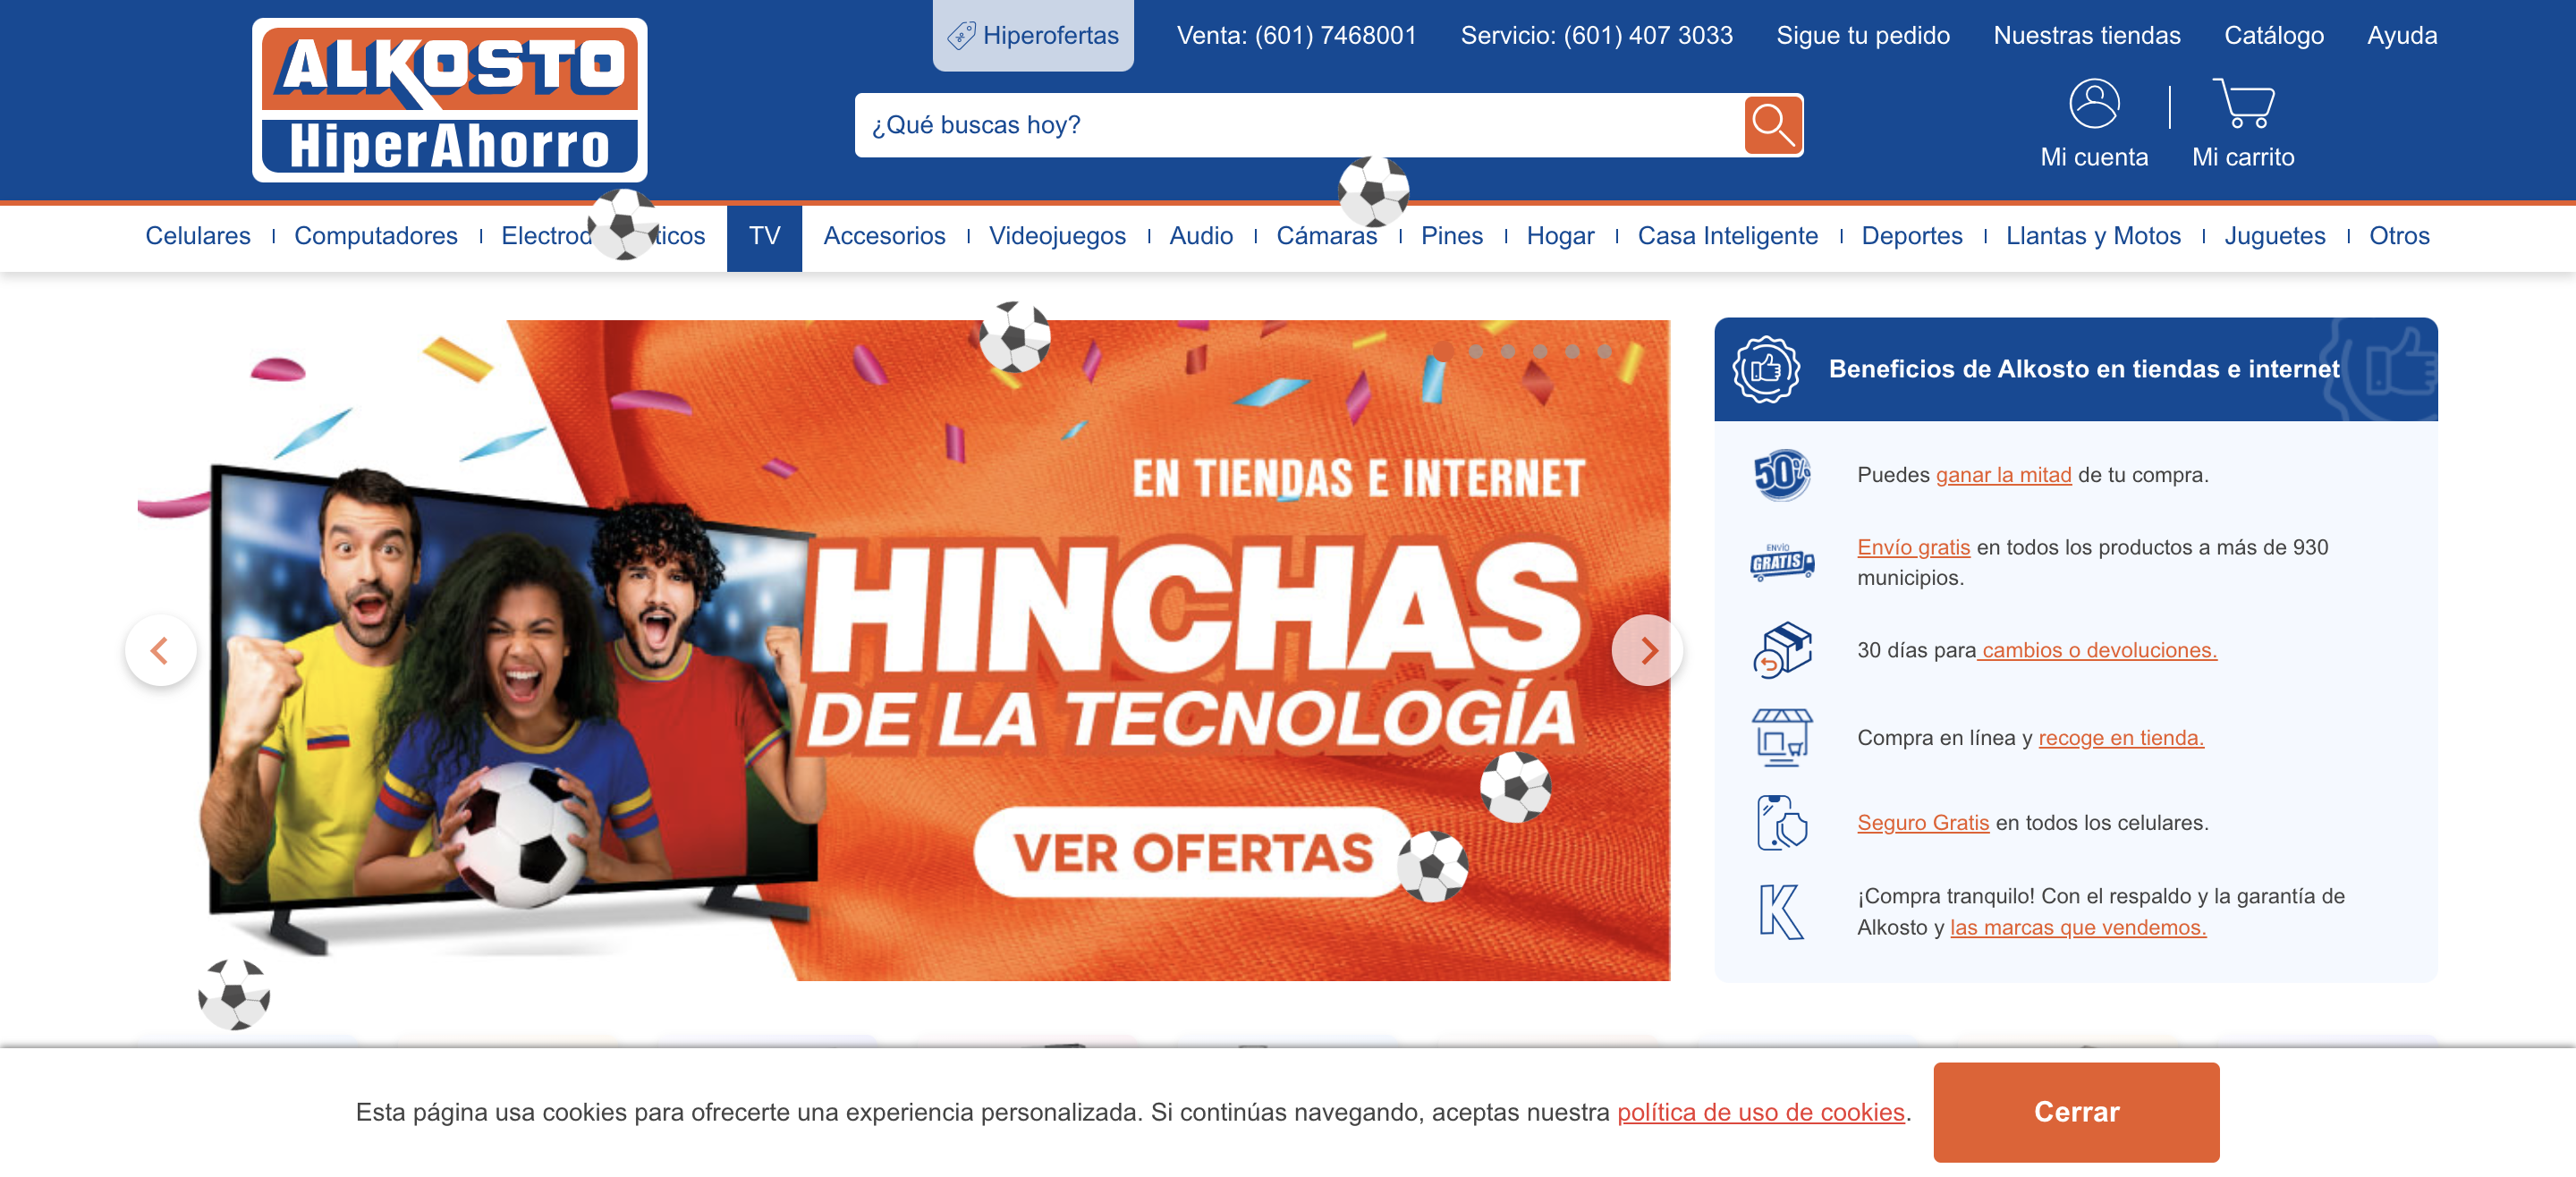 ALKOSTO
HiperAhorro
Hiperofertas
Venta: (601) 7468001
Servicio: (601) 407 3033
Sigue tu pedido
Nuestras tiendas
Catálogo
Ayuda
¿Qué buscas hoy?
Mi cuenta
Mi carrito
Celulares
Computadores
Electrod ticos
TV
Accesorios
Videojuegos
Audio
Cámaras
Pines
Hogar
Casa Inteligente
Deportes
Llantas y Motos
Juguetes
Otros
EN TIENDAS E INTERNET
HINCHAS
DE LA TECNOLOGÍA
VER OFERTAS
Beneficios de Alkosto en tiendas e internet
50%
Puedes ganar la mitad de tu compra.
ENVÍO
GRATIS
Envío gratis en todos los productos a más de 930
municipios.
30 días para cambios o devoluciones.
Compra en línea y recoge en tienda.
Seguro Gratis en todos los celulares.
K
¡Compra tranquilo! Con el respaldo y la garantía de
Alkosto y las marcas que vendemos.
Esta página usa cookies para ofrecerte una experiencia personalizada. Si continúas navegando, aceptas nuestra política de uso de cookies.
Cerrar